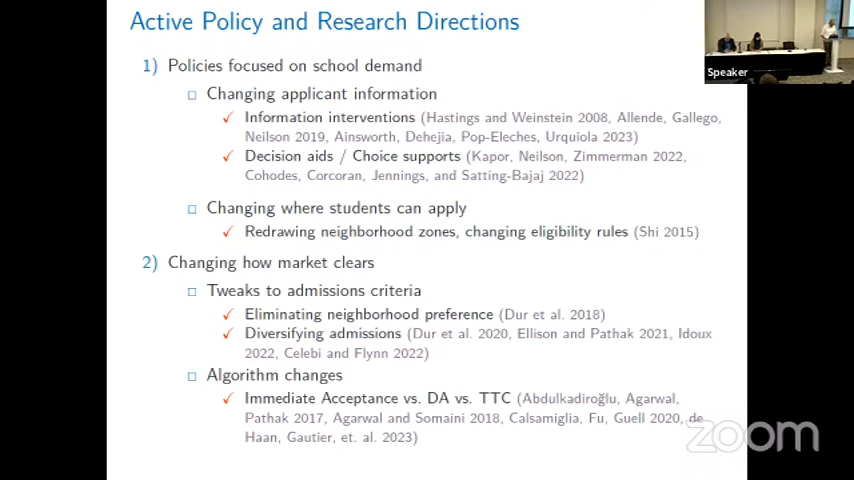 Active Policy and Research Directions
1) Policies focused on school demand
Changing applicant information
✓ Information interventions (Hastings and Weinstein 2008, Allende, Gallego,
Neilson 2019, Ainsworth, Dehejia, Pop-Eleches, Urquiola 2023)
✓ Decision aids / Choice supports (Kapor, Neilson, Zimmerman 2022,
Cohodes, Corcoran, Jennings, and Satting-Bajaj 2022)
Changing where students can apply
✓ Redrawing neighborhood zones, changing eligibility rules (Shi 2015)
2) Changing how market clears
Tweaks to admissions criteria
✓ Eliminating neighborhood preference (Dur et al. 2018)
✓ Diversifying admissions (Dur et al. 2020, Ellison and Pathak 2021, Idoux
2022, Celebi and Flynn 2022)
Algorithm changes
✓ Immediate Acceptance vs. DA vs. TTC (Abdulkadiroğlu, Agarwal,
Pathak 2017, Agarwal and Somaini 2018, Calsamiglia, Fu, Guell 2020, de
Haan, Gautier, et. al. 2023)
Speaker
zoom